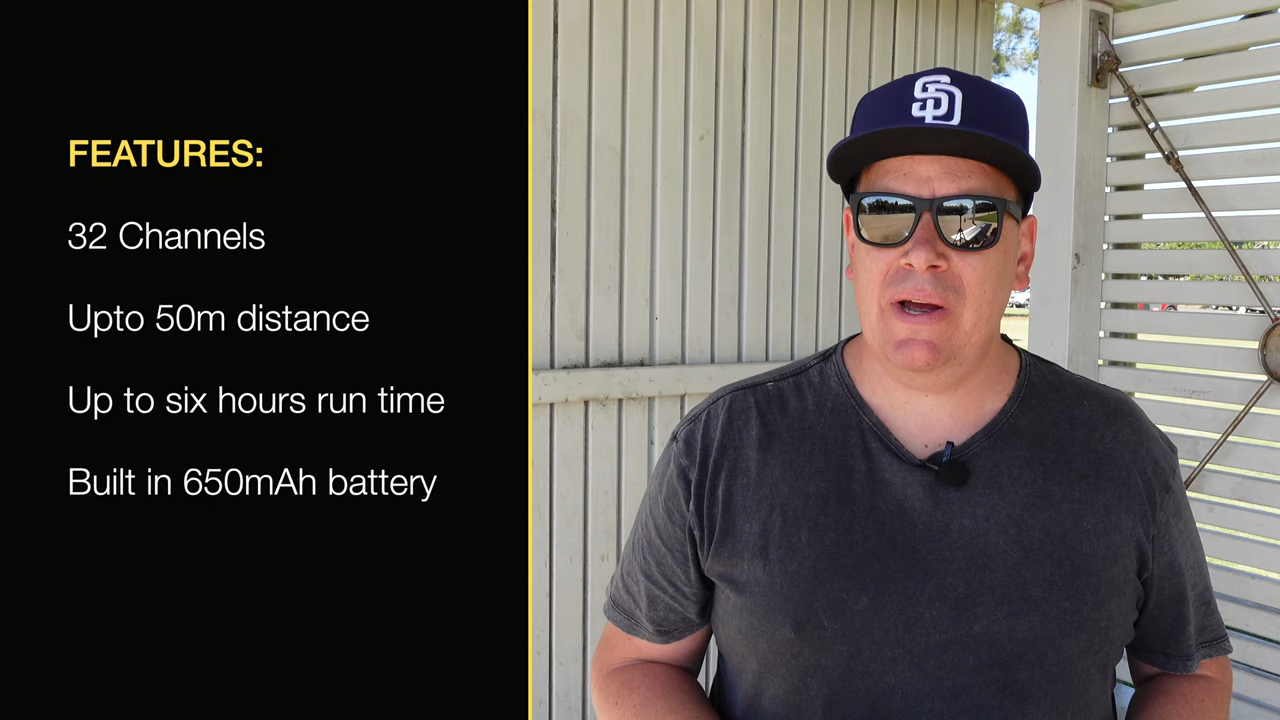 FEATURES:
32 Channels
Upto 50m distance
Up to six hours run time
Built in 650mAh battery
SD